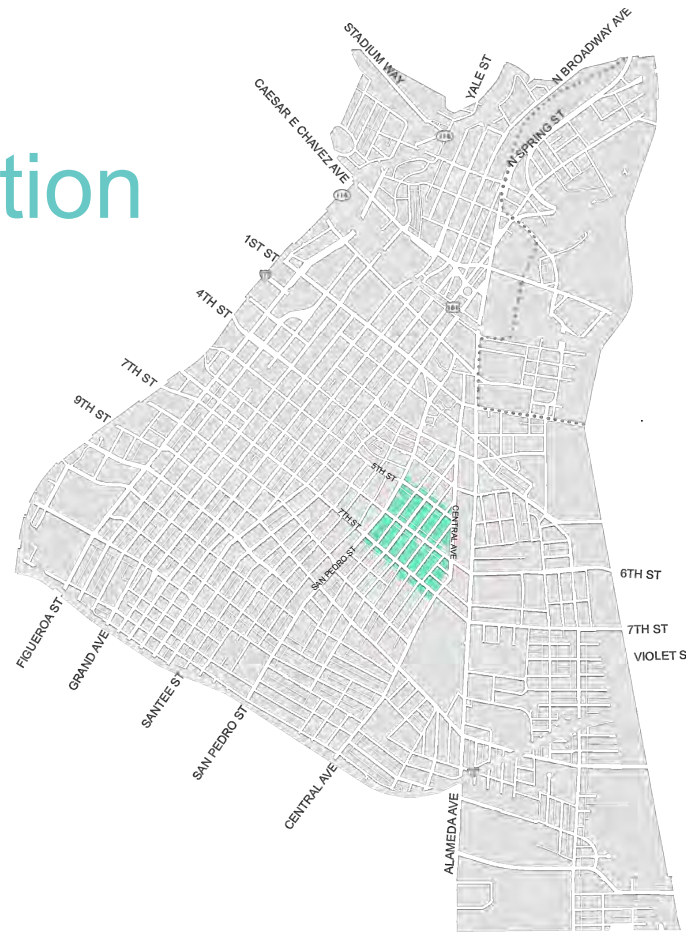 STADIUM WAY
YALE ST
N BROADWAY AVE
CAESAR E CHAVEZ AVE
N SPRING ST
110
tion
110
1ST ST
4TH ST
101
7TH ST
9TH ST
5TH ST
7TH ST
CENTRAL AVE
SAN PEDRO ST
6TH ST
7TH ST
VIOLET S
FIGUEROA ST
GRAND AVE
SANTEE ST
SAN PEDRO ST
CENTRAL AVE
ALAMEDA AVE